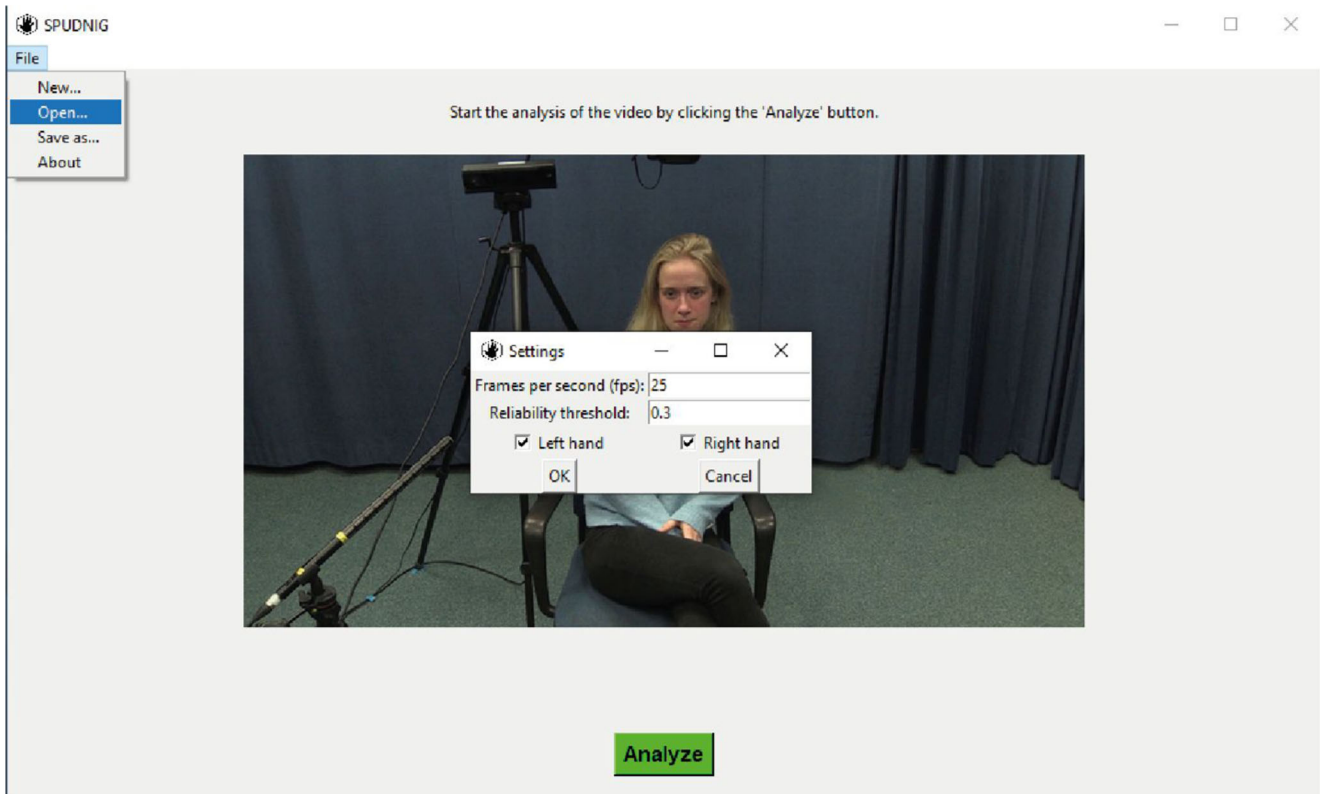 SPUDNIG
File
New...
Open...
Save as...
About
Start the analysis of the video by clicking the 'Analyze' button.
Settings
Frames per second (fps): 25
Reliability threshold: 0.3
Left hand Right hand
OK Cancel
Analyze